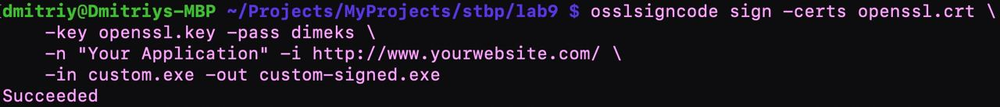 dmitriy@Dmitriys-MBP ~/Projects/MyProjects/stbp/lab9 $ osslsigncode sign -certs openssl.crt \
    -key openssl.key -pass dimeks \
    -n "Your Application" -i http://www.yourwebsite.com/ \
    -in custom.exe -out custom-signed.exe
Succeeded